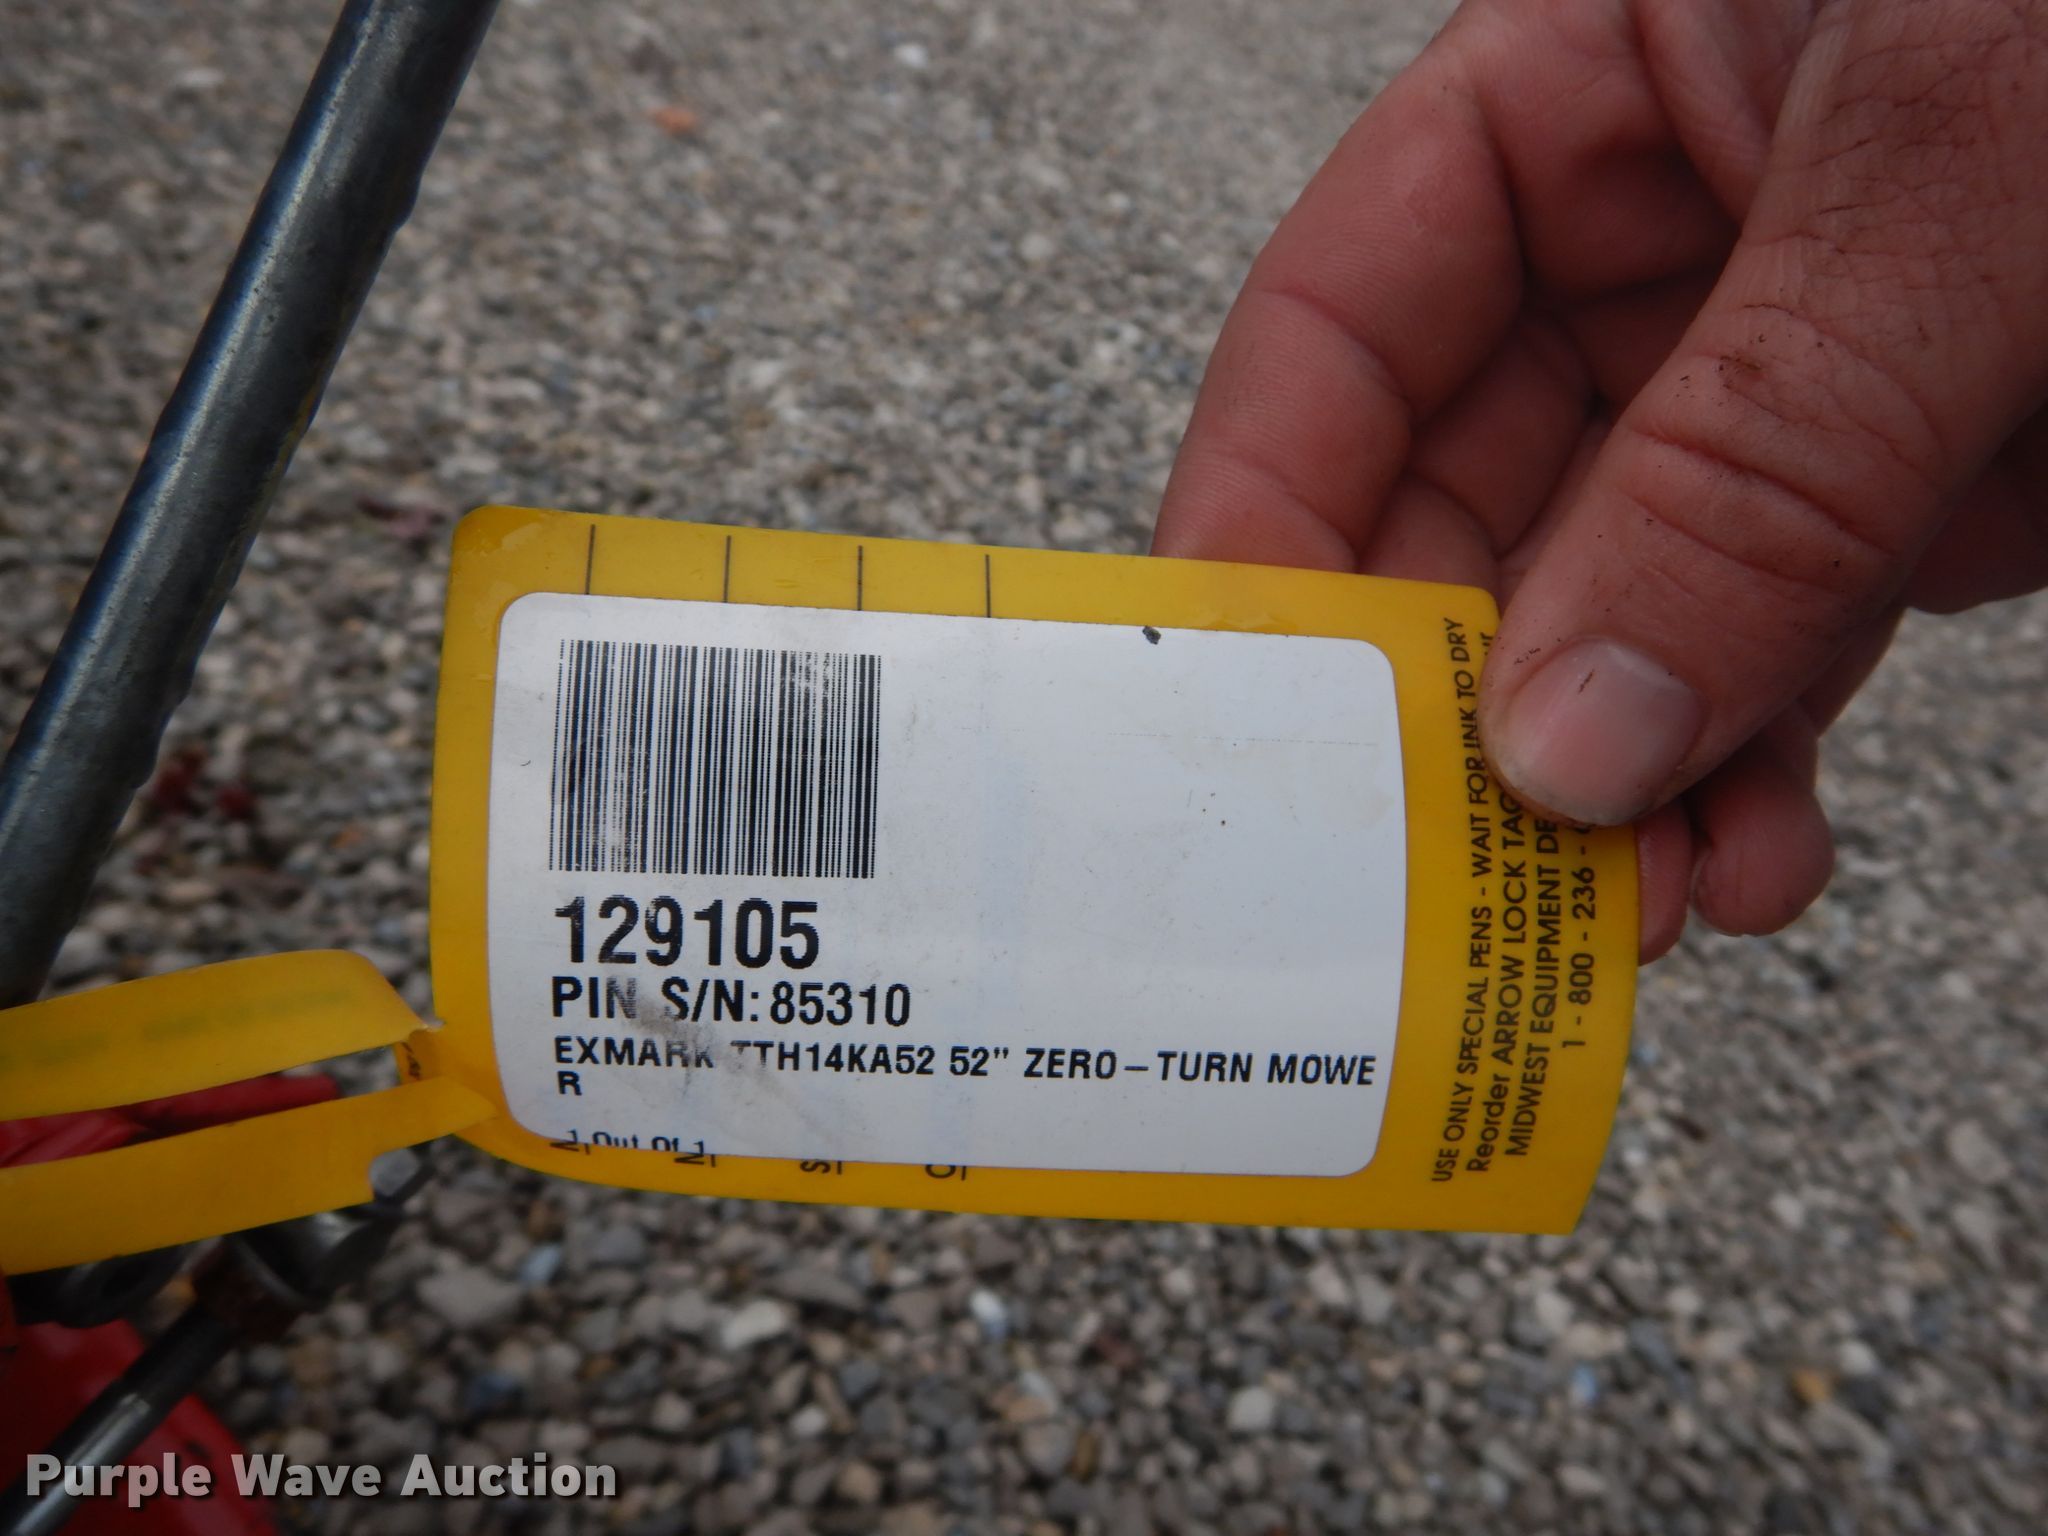 129105
PIN S/N: 85310
EXMARK TTH14KA52 52" ZERO-TURN MOWE
R
1 Out Of 1
USE ONLY SPECIAL PENS - WAIT FOR INK TO DRY
Reorder ARROW LOCK
MIDWEST EQUIPMENT
1 - 800 - 236 -
Purple Wave Auction